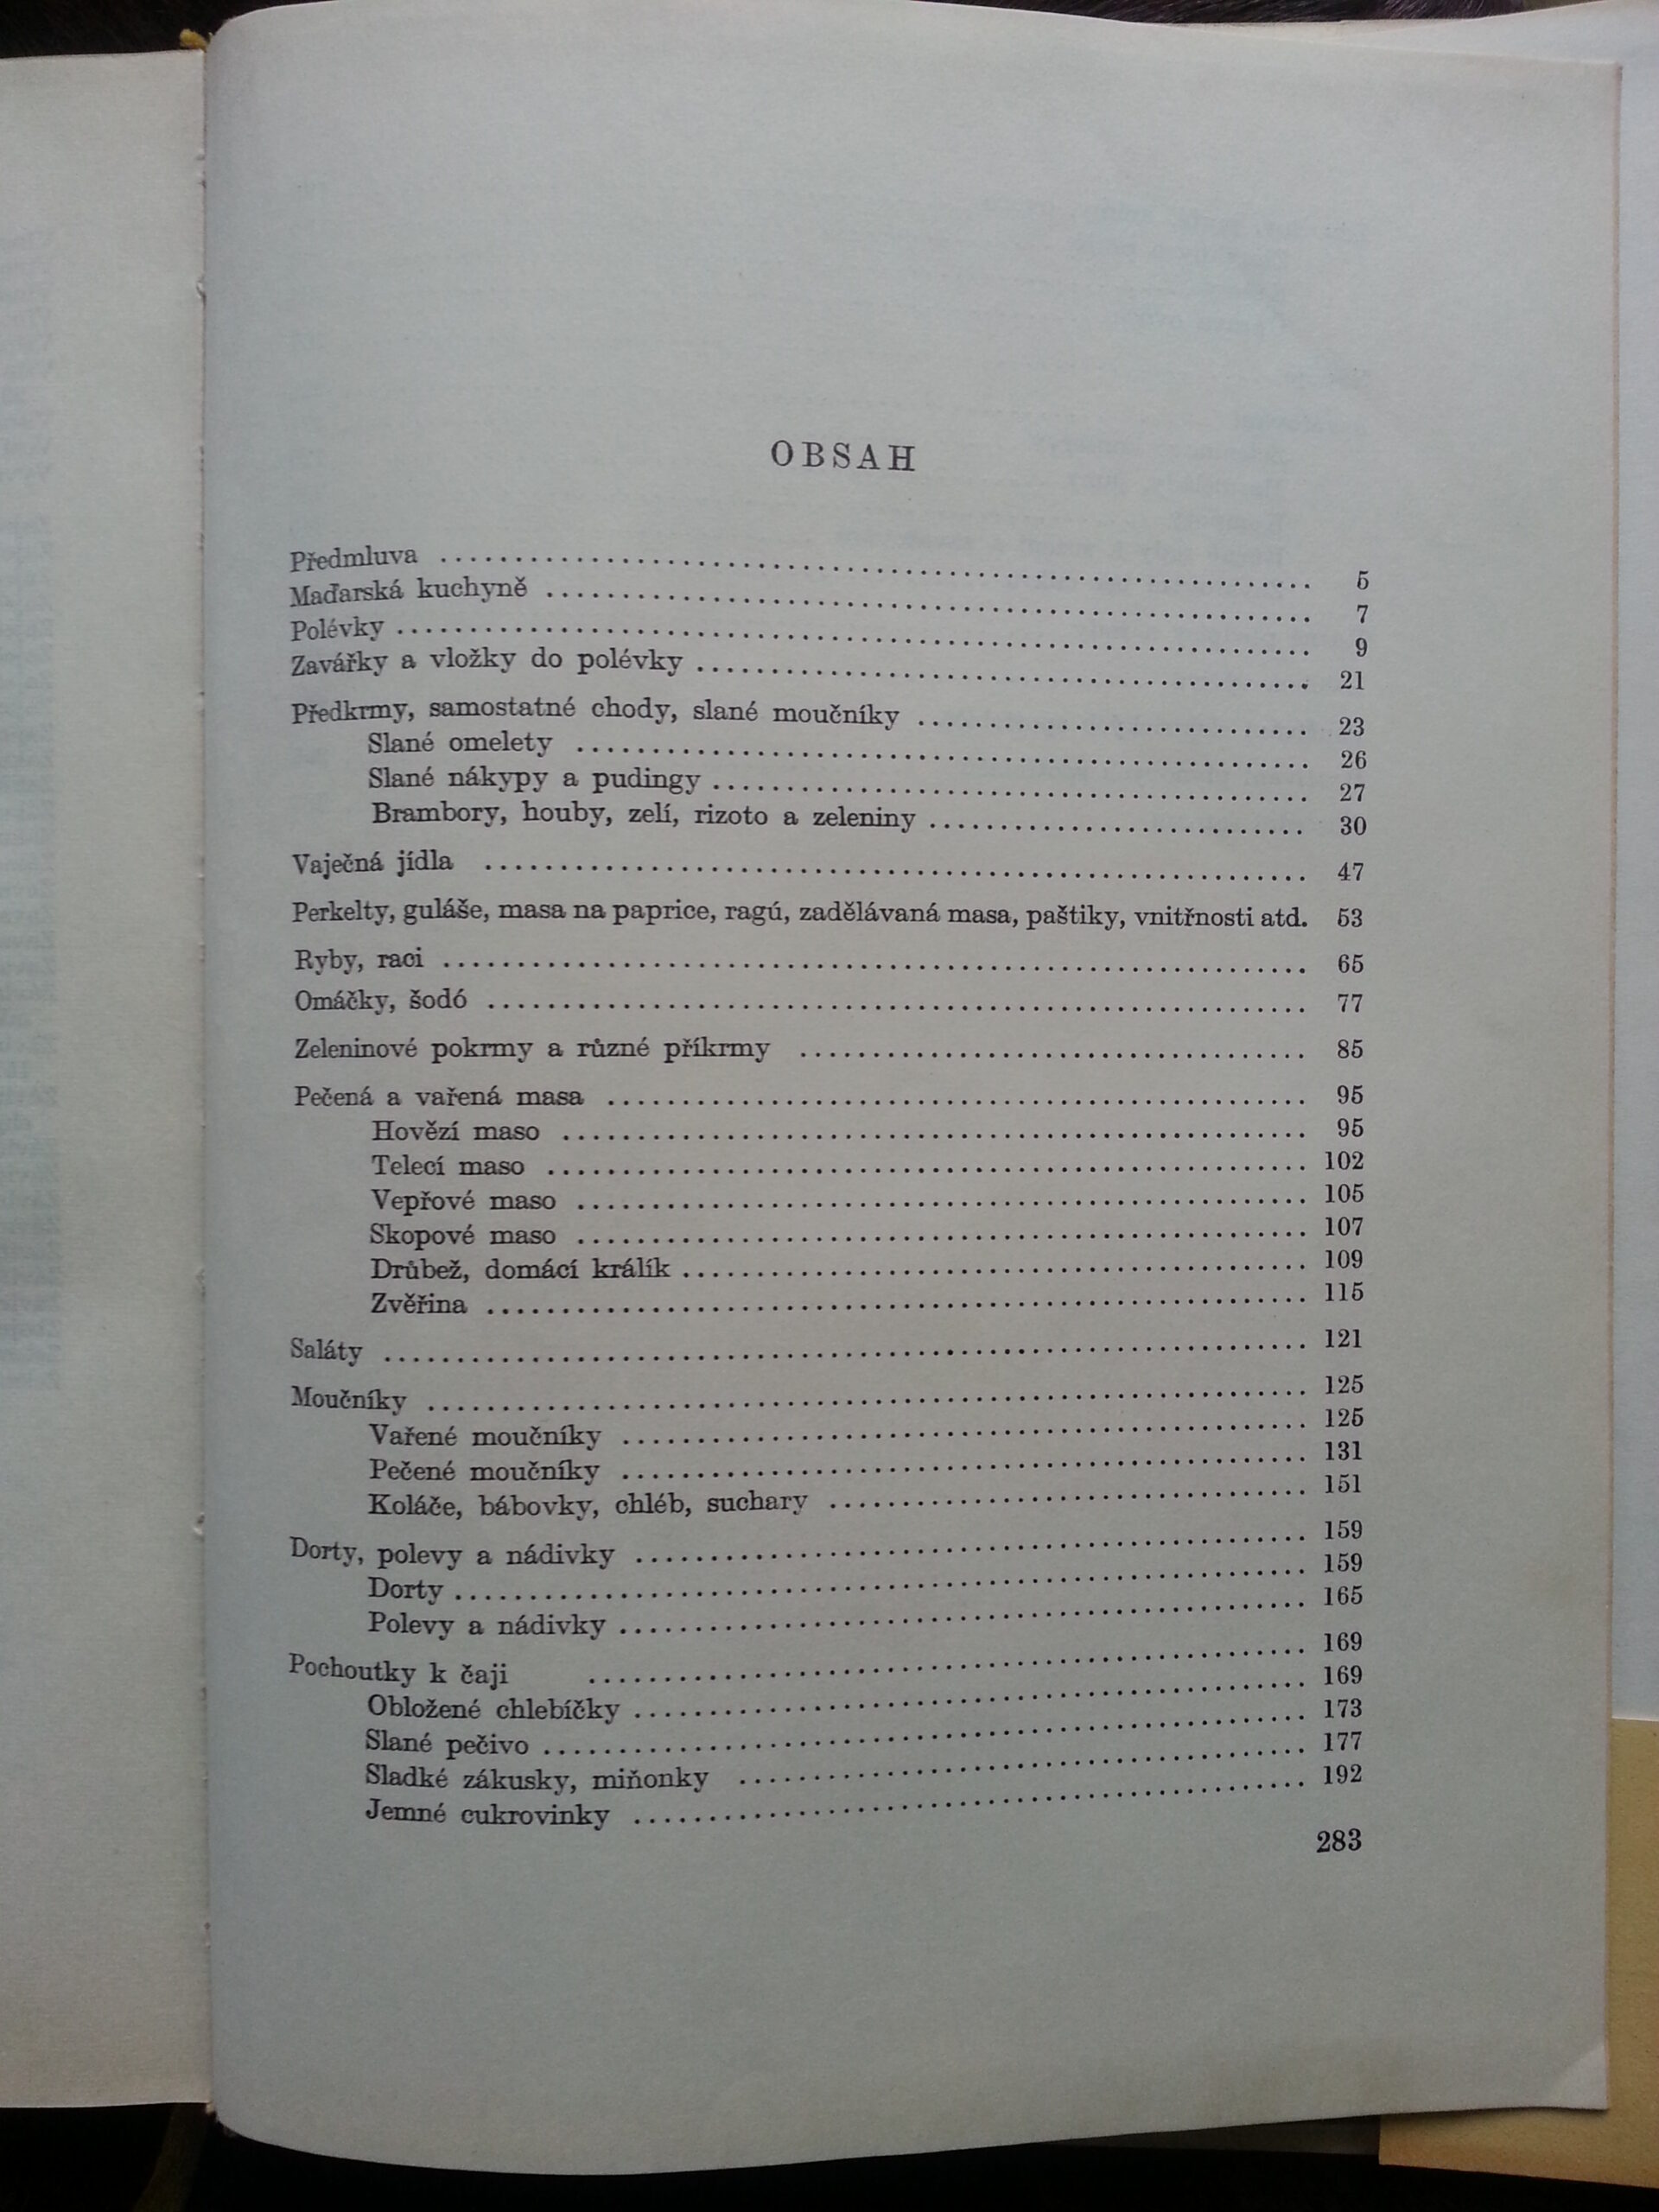 OBSAH
Předmluva ........ 5
Maďarská kuchyně ........ 7
Polévky ........ 9
Zavářky a vložky do polévky ........ 21
Předkrmy, samostatné chody, slané moučníky ........ 23
Slané omelety ........ 26
Slané nákypy a pudingy ........ 27
Brambory, houby, zelí, rizoto a zeleniny ........ 30
Vaječná jídla ........ 47
Perkelty, guláše, masa na paprice, ragú, zadělávaná masa, paštiky, vnitřnosti atd. 53
Ryby, raci ........ 65
Omáčky, šodó ........ 77
Zeleninové pokrmy a různé příkrmy ........ 85
Pečená a vařená masa ........ 95
Hovězí maso ........ 95
Telecí maso ........ 102
Vepřové maso ........ 105
Skopové maso ........ 107
Drůbež, domácí králík ........ 109
Zvěřina ........ 115
Saláty ........ 121
Moučníky ........ 125
Vařené moučníky ........ 125
Pečené moučníky ........ 131
Koláče, bábovky, chléb, suchary ........ 151
Dorty, polevy a nádivky ........ 159
Dorty ........ 159
Polevy a nádivky ........ 165
Pochoutky k čaji ........ 169
Obložené chlebíčky ........ 169
Slané pečivo ........ 173
Sladké zákusky, miňonky ........ 177
Jemné cukrovinky ........ 192
283